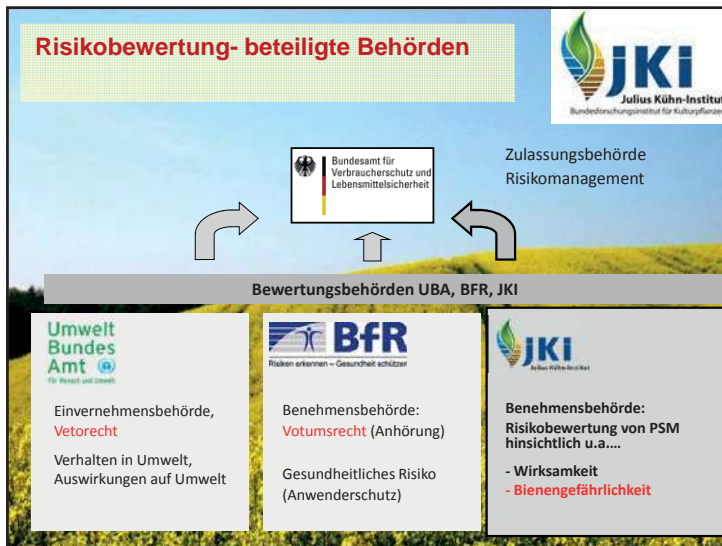 Risikobewertung- beteiligte Behörden
JKI
Julius Kühn-Institut
Bundesforschungsinstitut für Kulturpflanzen
Bundesamt für
Verbraucherschutz und
Lebensmittelsicherheit
Zulassungsbehörde
Risikomanagement
Bewertungsbehörden UBA, BFR, JKI
Umwelt
Bundes
Amt
Für Mensch und Umwelt
Einvernehmensbehörde,
Vetorecht
Verhalten in Umwelt,
Auswirkungen auf Umwelt
BfR
Risiken erkennen – Gesundheit schützen
Benehmensbehörde:
Votumsrecht (Anhörung)
Gesundheitliches Risiko
(Anwenderschutz)
JKI
Julius Kühn-Institut
Benehmensbehörde:
Risikobewertung von PSM
hinsichtlich u.a....
- Wirksamkeit
- Bienengefährlichkeit